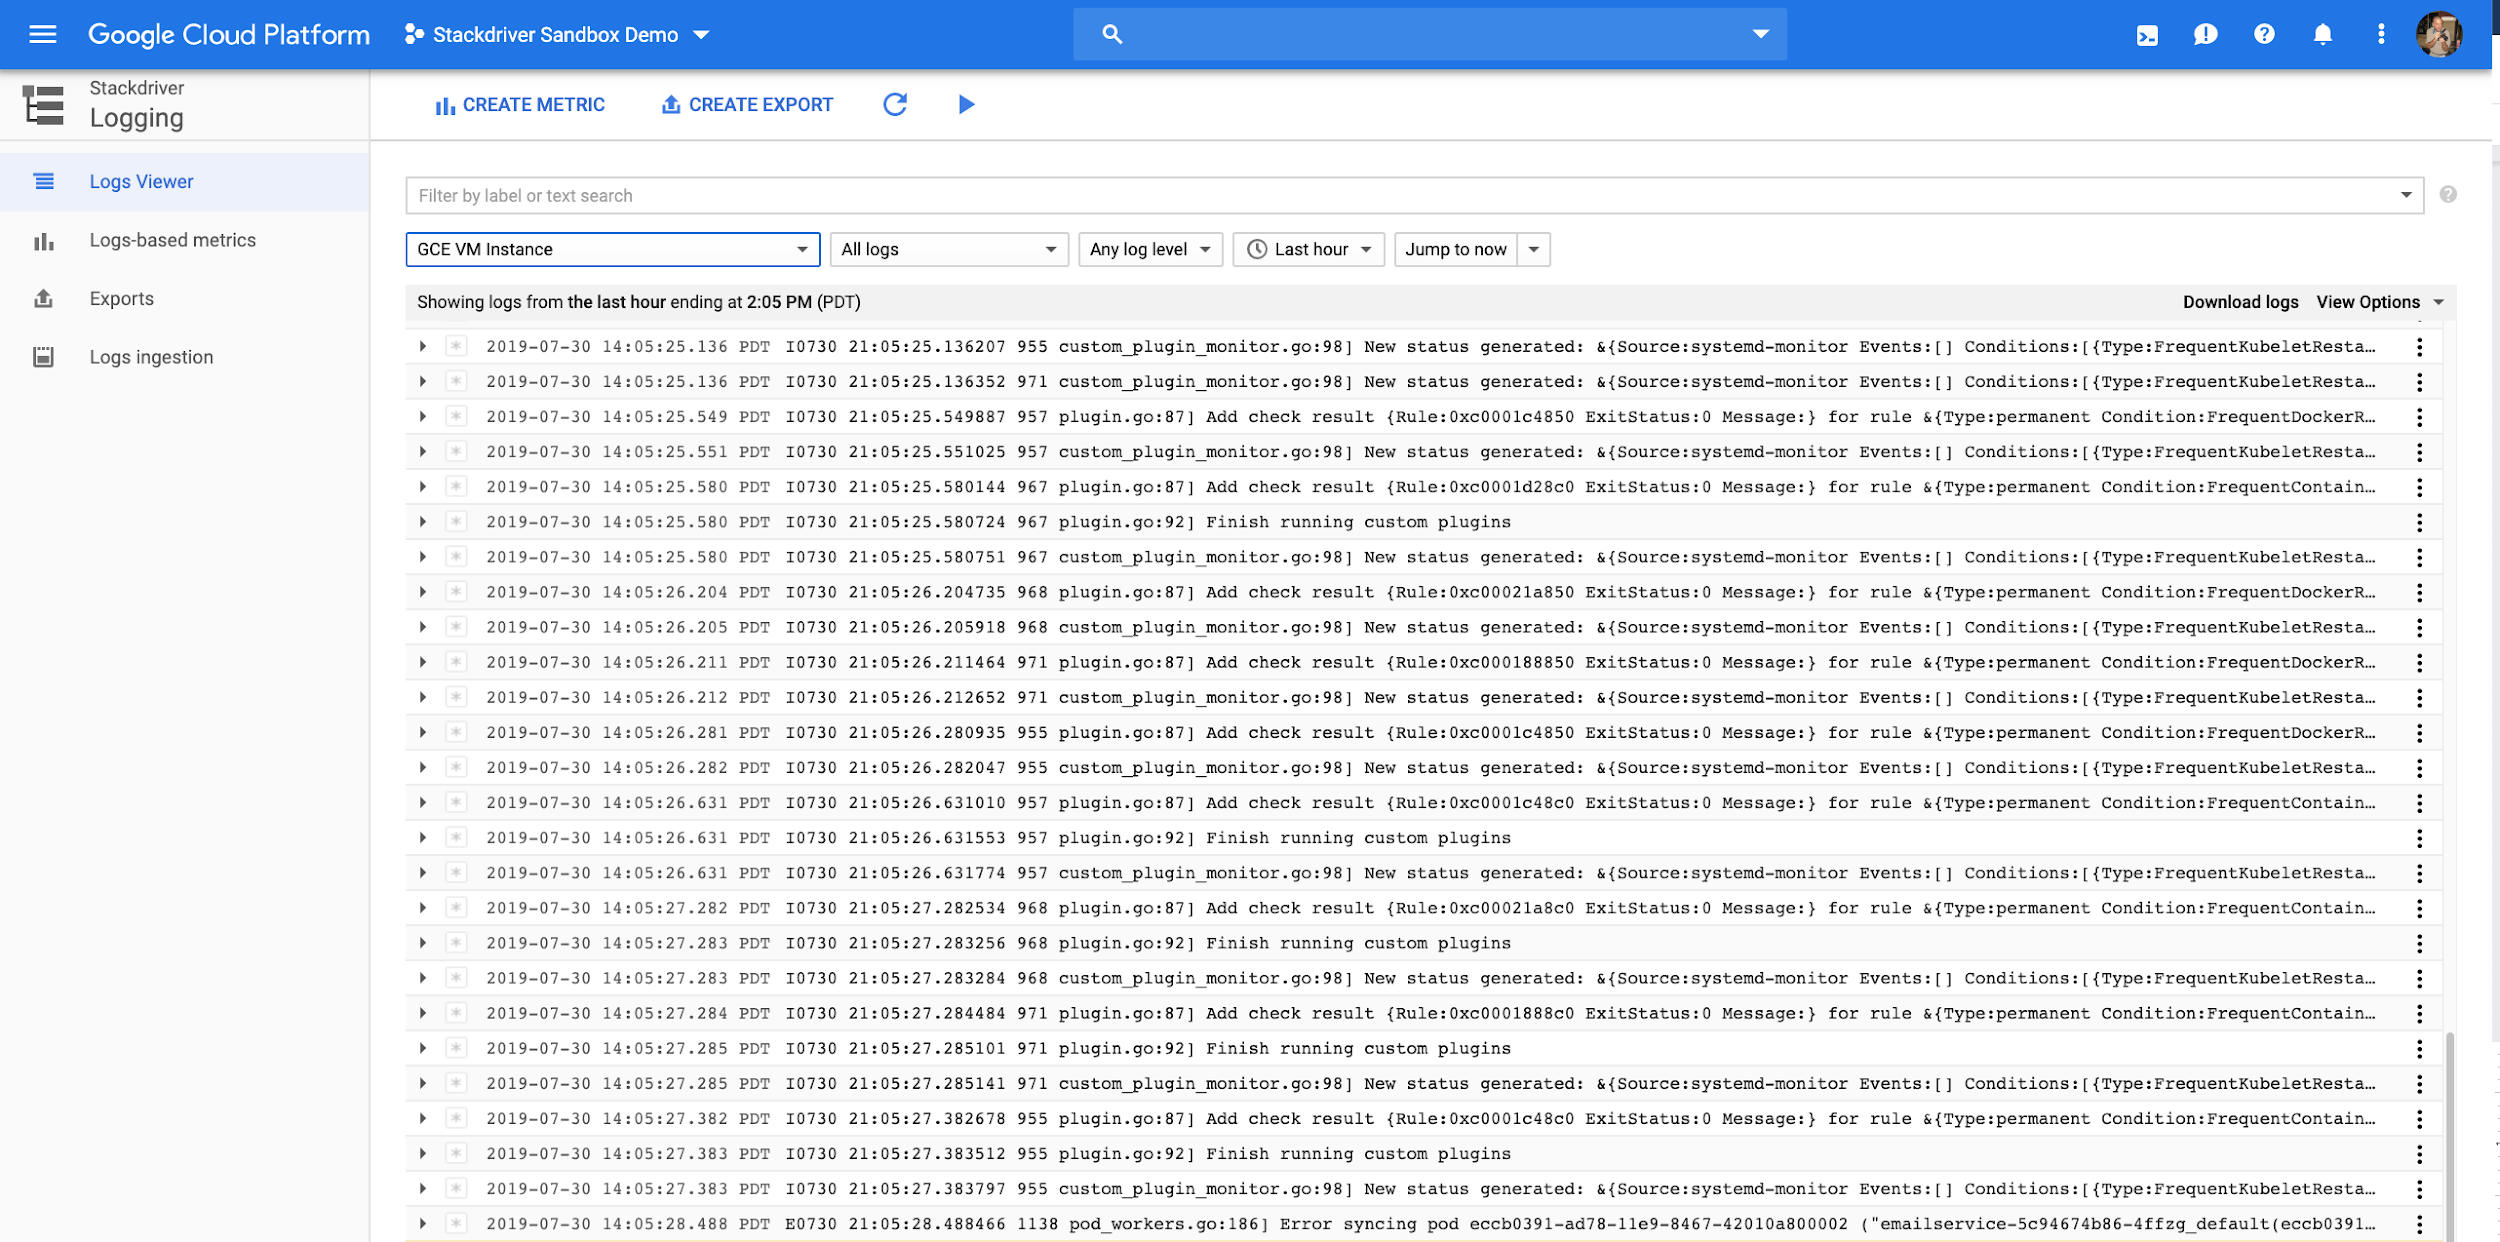 Google Cloud Platform Stackdriver Sandbox Demo
Stackdriver
Logging
CREATE METRIC CREATE EXPORT
Logs Viewer
Logs-based metrics
Exports
Logs ingestion
Filter by label or text search
GCE VM Instance All logs Any log level Last hour Jump to now
Showing logs from the last hour ending at 2:05 PM (PDT) Download logs View Options
2019-07-30 14:05:25.136 PDT I0730 21:05:25.136207 955 custom_plugin_monitor.go:98] New status generated: &{Source:systemd-monitor Events:[] Conditions:[{Type:FrequentKubeletResta…
2019-07-30 14:05:25.136 PDT I0730 21:05:25.136352 971 custom_plugin_monitor.go:98] New status generated: &{Source:systemd-monitor Events:[] Conditions:[{Type:FrequentKubeletResta…
2019-07-30 14:05:25.549 PDT I0730 21:05:25.549887 957 plugin.go:87] Add check result {Rule:0xc0001c4850 ExitStatus:0 Message:} for rule &{Type:permanent Condition:FrequentDockerR…
2019-07-30 14:05:25.551 PDT I0730 21:05:25.551025 957 custom_plugin_monitor.go:98] New status generated: &{Source:systemd-monitor Events:[] Conditions:[{Type:FrequentKubeletResta…
2019-07-30 14:05:25.580 PDT I0730 21:05:25.580144 967 plugin.go:87] Add check result {Rule:0xc0001d28c0 ExitStatus:0 Message:} for rule &{Type:permanent Condition:FrequentContain…
2019-07-30 14:05:25.580 PDT I0730 21:05:25.580724 967 plugin.go:92] Finish running custom plugins
2019-07-30 14:05:25.580 PDT I0730 21:05:25.580751 967 custom_plugin_monitor.go:98] New status generated: &{Source:systemd-monitor Events:[] Conditions:[{Type:FrequentKubeletResta…
2019-07-30 14:05:26.204 PDT I0730 21:05:26.204735 968 plugin.go:87] Add check result {Rule:0xc00021a850 ExitStatus:0 Message:} for rule &{Type:permanent Condition:FrequentDockerR…
2019-07-30 14:05:26.205 PDT I0730 21:05:26.205918 968 custom_plugin_monitor.go:98] New status generated: &{Source:systemd-monitor Events:[] Conditions:[{Type:FrequentKubeletResta…
2019-07-30 14:05:26.211 PDT I0730 21:05:26.211464 971 plugin.go:87] Add check result {Rule:0xc000188850 ExitStatus:0 Message:} for rule &{Type:permanent Condition:FrequentDockerR…
2019-07-30 14:05:26.212 PDT I0730 21:05:26.212652 971 custom_plugin_monitor.go:98] New status generated: &{Source:systemd-monitor Events:[] Conditions:[{Type:FrequentKubeletResta…
2019-07-30 14:05:26.281 PDT I0730 21:05:26.280935 955 plugin.go:87] Add check result {Rule:0xc0001c4850 ExitStatus:0 Message:} for rule &{Type:permanent Condition:FrequentDockerR…
2019-07-30 14:05:26.282 PDT I0730 21:05:26.282047 955 custom_plugin_monitor.go:98] New status generated: &{Source:systemd-monitor Events:[] Conditions:[{Type:FrequentKubeletResta…
2019-07-30 14:05:26.631 PDT I0730 21:05:26.631010 957 plugin.go:87] Add check result {Rule:0xc0001c48c0 ExitStatus:0 Message:} for rule &{Type:permanent Condition:FrequentContain…
2019-07-30 14:05:26.631 PDT I0730 21:05:26.631553 957 plugin.go:92] Finish running custom plugins
2019-07-30 14:05:26.631 PDT I0730 21:05:26.631774 957 custom_plugin_monitor.go:98] New status generated: &{Source:systemd-monitor Events:[] Conditions:[{Type:FrequentKubeletResta…
2019-07-30 14:05:27.282 PDT I0730 21:05:27.282534 968 plugin.go:87] Add check result {Rule:0xc00021a8c0 ExitStatus:0 Message:} for rule &{Type:permanent Condition:FrequentContain…
2019-07-30 14:05:27.283 PDT I0730 21:05:27.283256 968 plugin.go:92] Finish running custom plugins
2019-07-30 14:05:27.283 PDT I0730 21:05:27.283284 968 custom_plugin_monitor.go:98] New status generated: &{Source:systemd-monitor Events:[] Conditions:[{Type:FrequentKubeletResta…
2019-07-30 14:05:27.284 PDT I0730 21:05:27.284484 971 plugin.go:87] Add check result {Rule:0xc0001888c0 ExitStatus:0 Message:} for rule &{Type:permanent Condition:FrequentContain…
2019-07-30 14:05:27.285 PDT I0730 21:05:27.285101 971 plugin.go:92] Finish running custom plugins
2019-07-30 14:05:27.285 PDT I0730 21:05:27.285141 971 custom_plugin_monitor.go:98] New status generated: &{Source:systemd-monitor Events:[] Conditions:[{Type:FrequentKubeletResta…
2019-07-30 14:05:27.382 PDT I0730 21:05:27.382678 955 plugin.go:87] Add check result {Rule:0xc0001c48c0 ExitStatus:0 Message:} for rule &{Type:permanent Condition:FrequentContain…
2019-07-30 14:05:27.383 PDT I0730 21:05:27.383512 955 plugin.go:92] Finish running custom plugins
2019-07-30 14:05:27.383 PDT I0730 21:05:27.383797 955 custom_plugin_monitor.go:98] New status generated: &{Source:systemd-monitor Events:[] Conditions:[{Type:FrequentKubeletResta…
2019-07-30 14:05:28.488 PDT E0730 21:05:28.488466 1138 pod_workers.go:186] Error syncing pod eccb0391-ad78-11e9-8467-42010a800002 ("emailservice-5c94674b86-4ffzg_default(eccb0391…